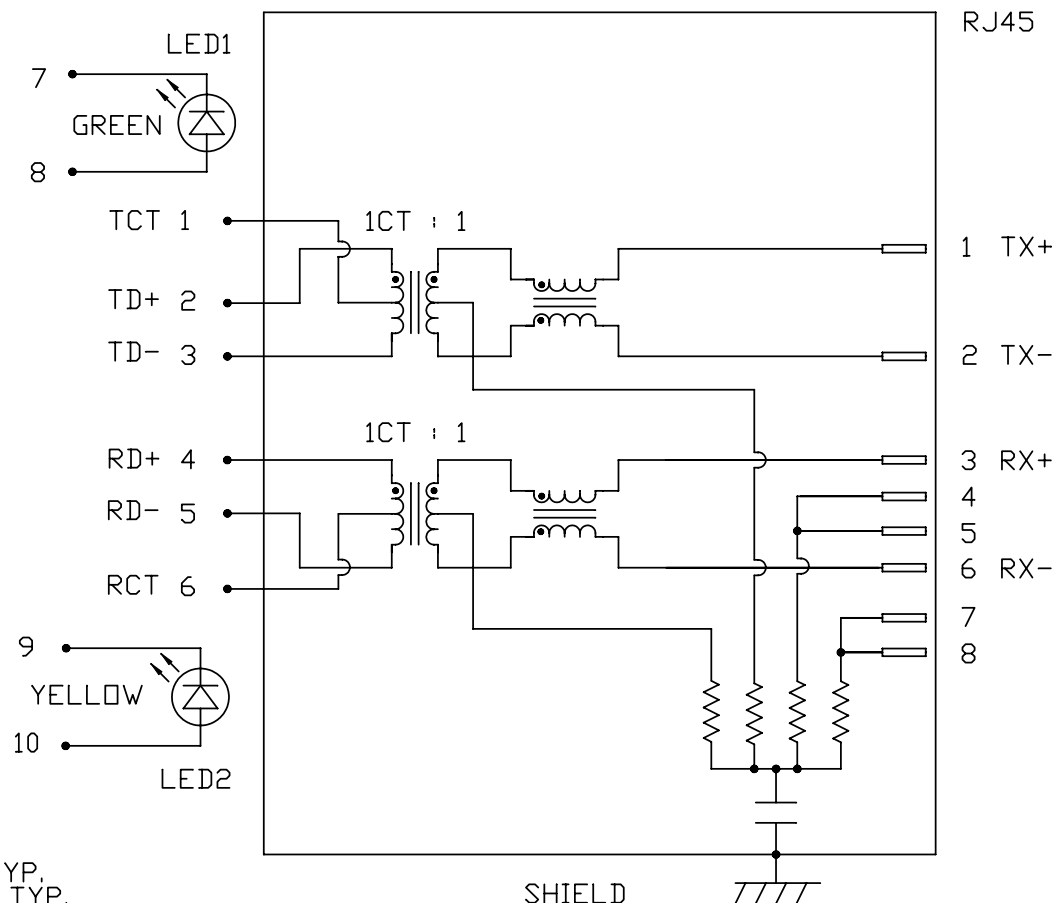 RJ45
LED1
7
GREEN
8
TCT 1
1CT : 1
1 TX+
TD+ 2
TD- 3
2 TX-
1CT : 1
RD+ 4
3 RX+
4
RD- 5
5
RCT 6
6 RX-
7
9
8
YELLOW
10
LED2
YP.
TYP.
SHIELD